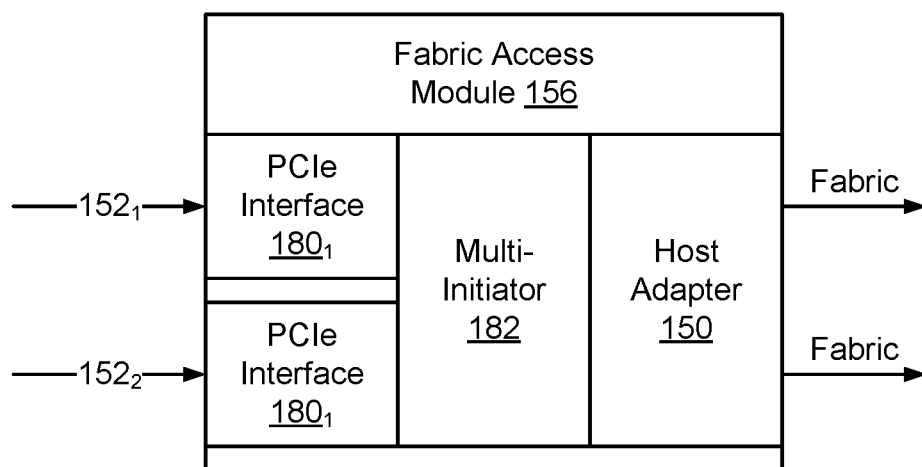 Fabric Access
Module 156
PCIe
Interface
180₁
152₁
Multi-
Initiator
182
Host
Adapter
150
Fabric
PCIe
Interface
180₁
152₂
Fabric